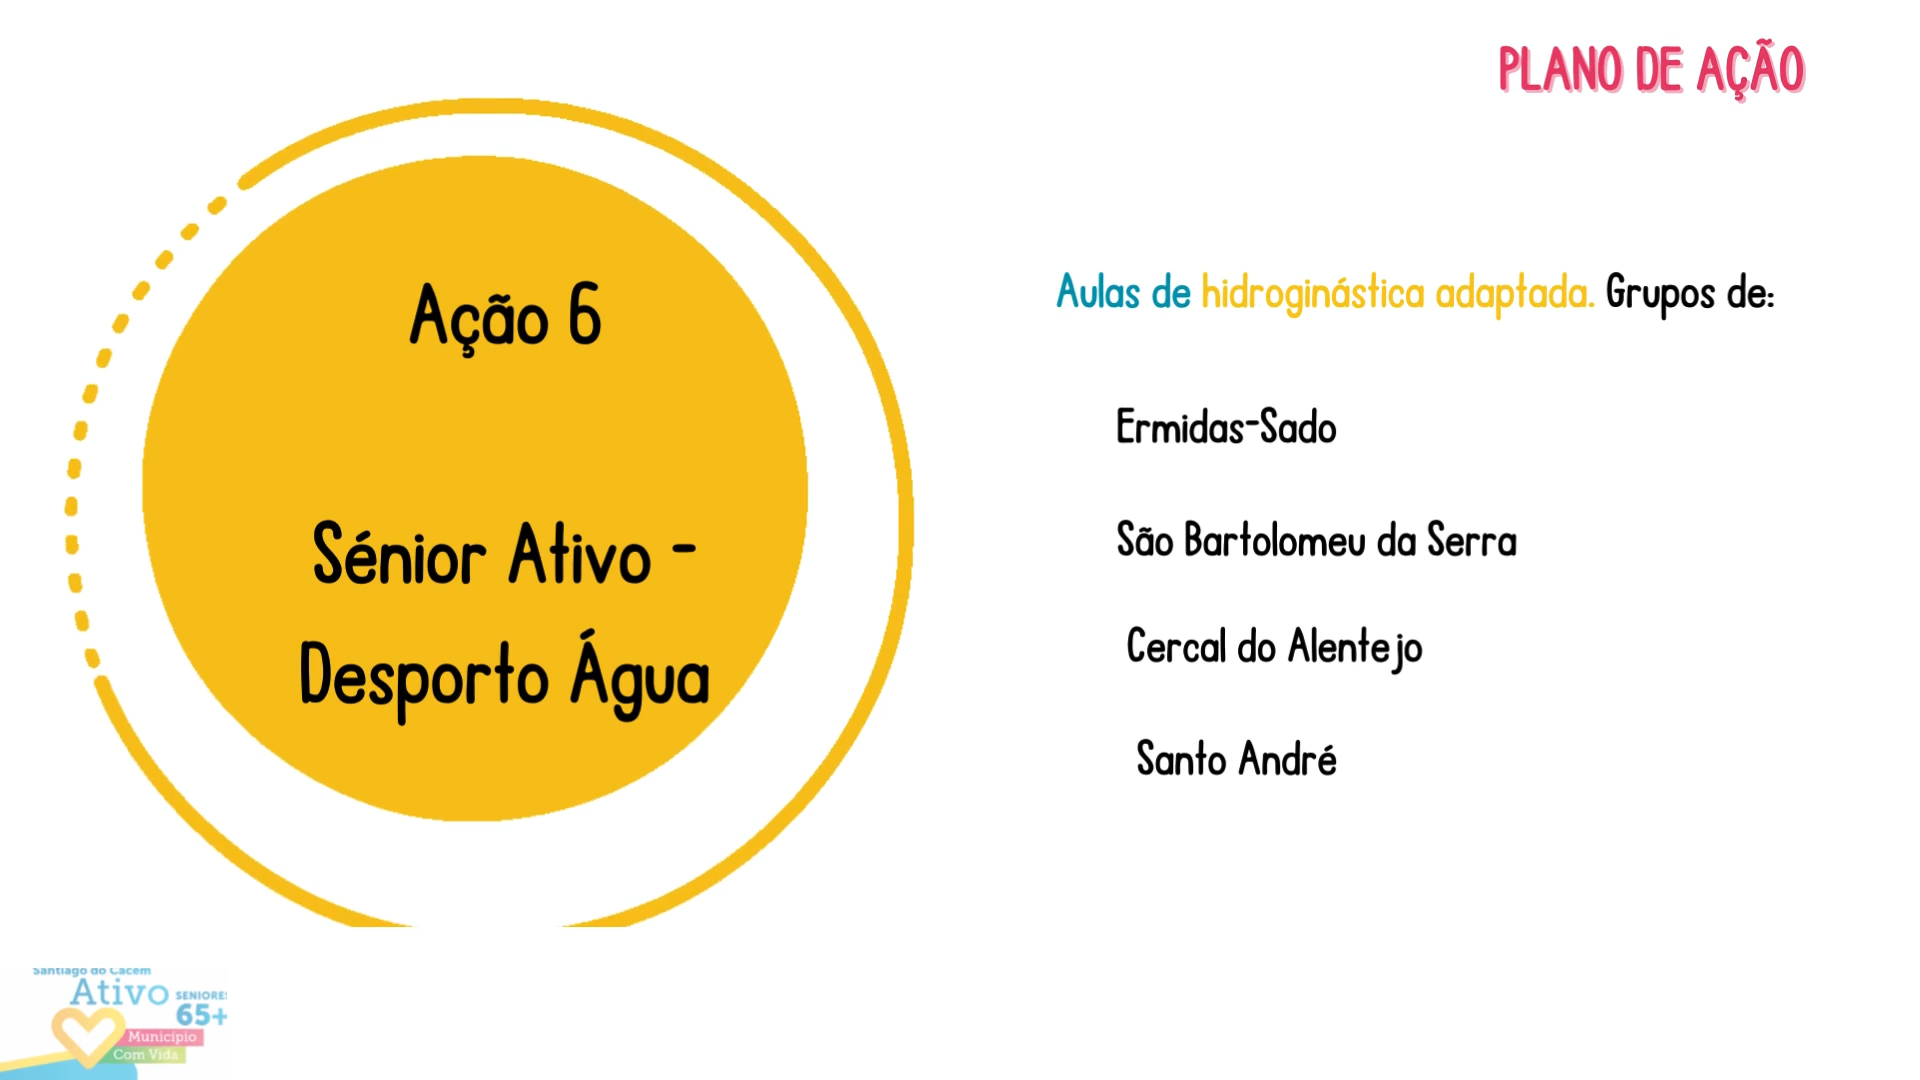 PLANO DE AÇÃO
Ação 6
Sénior Ativo -
Desporto Água
Aulas de hidroginástica adaptada. Grupos de:
Ermidas-Sado
São Bartolomeu da Serra
Cercal do Alentejo
Santo André
Santiago do Cacém
Ativo SENIORES
65+
Município
Com Vida